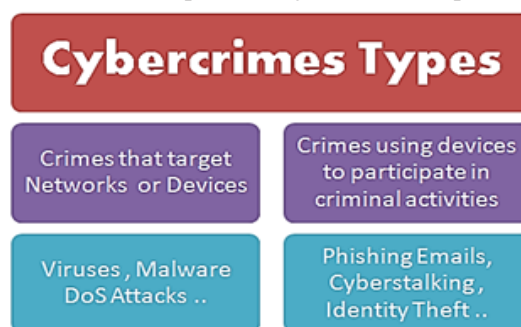 Cybercrimes Types
Crimes that target
Networks or Devices
Crimes using devices
to participate in
criminal activities
Viruses , Malware
DoS Attacks ..
Phishing Emails,
Cyberstalking ,
Identity Theft ..